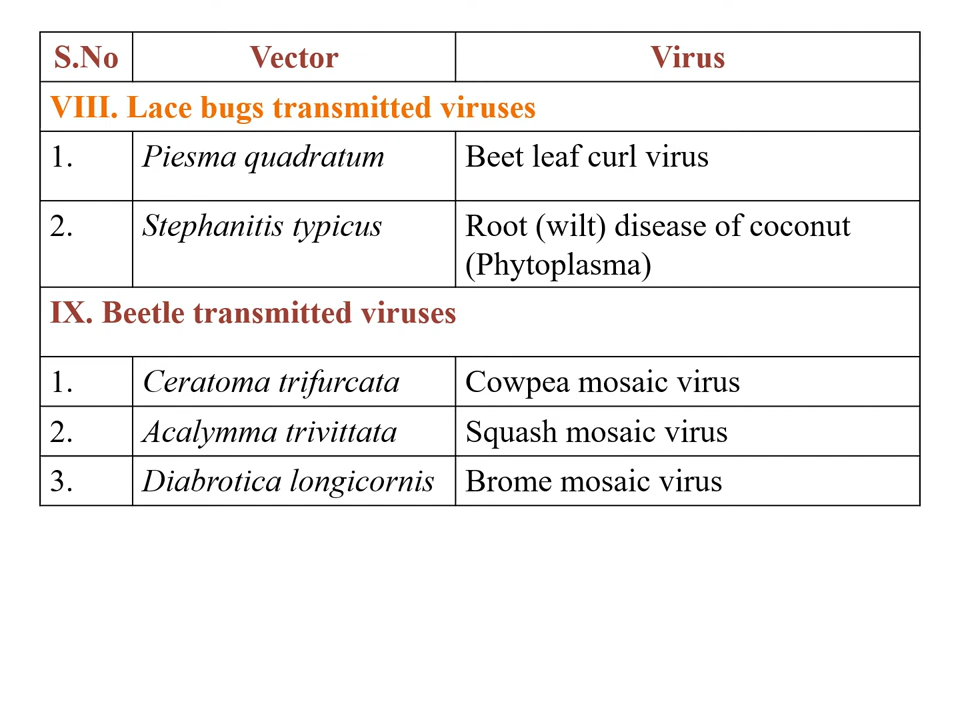 S.No Vector Virus
VIII. Lace bugs transmitted viruses
1. Piesma quadratum Beet leaf curl virus
2. Stephanitis typicus Root (wilt) disease of coconut
(Phytoplasma)
IX. Beetle transmitted viruses
1. Ceratoma trifurcata Cowpea mosaic virus
2. Acalymma trivittata Squash mosaic virus
3. Diabrotica longicornis Brome mosaic virus